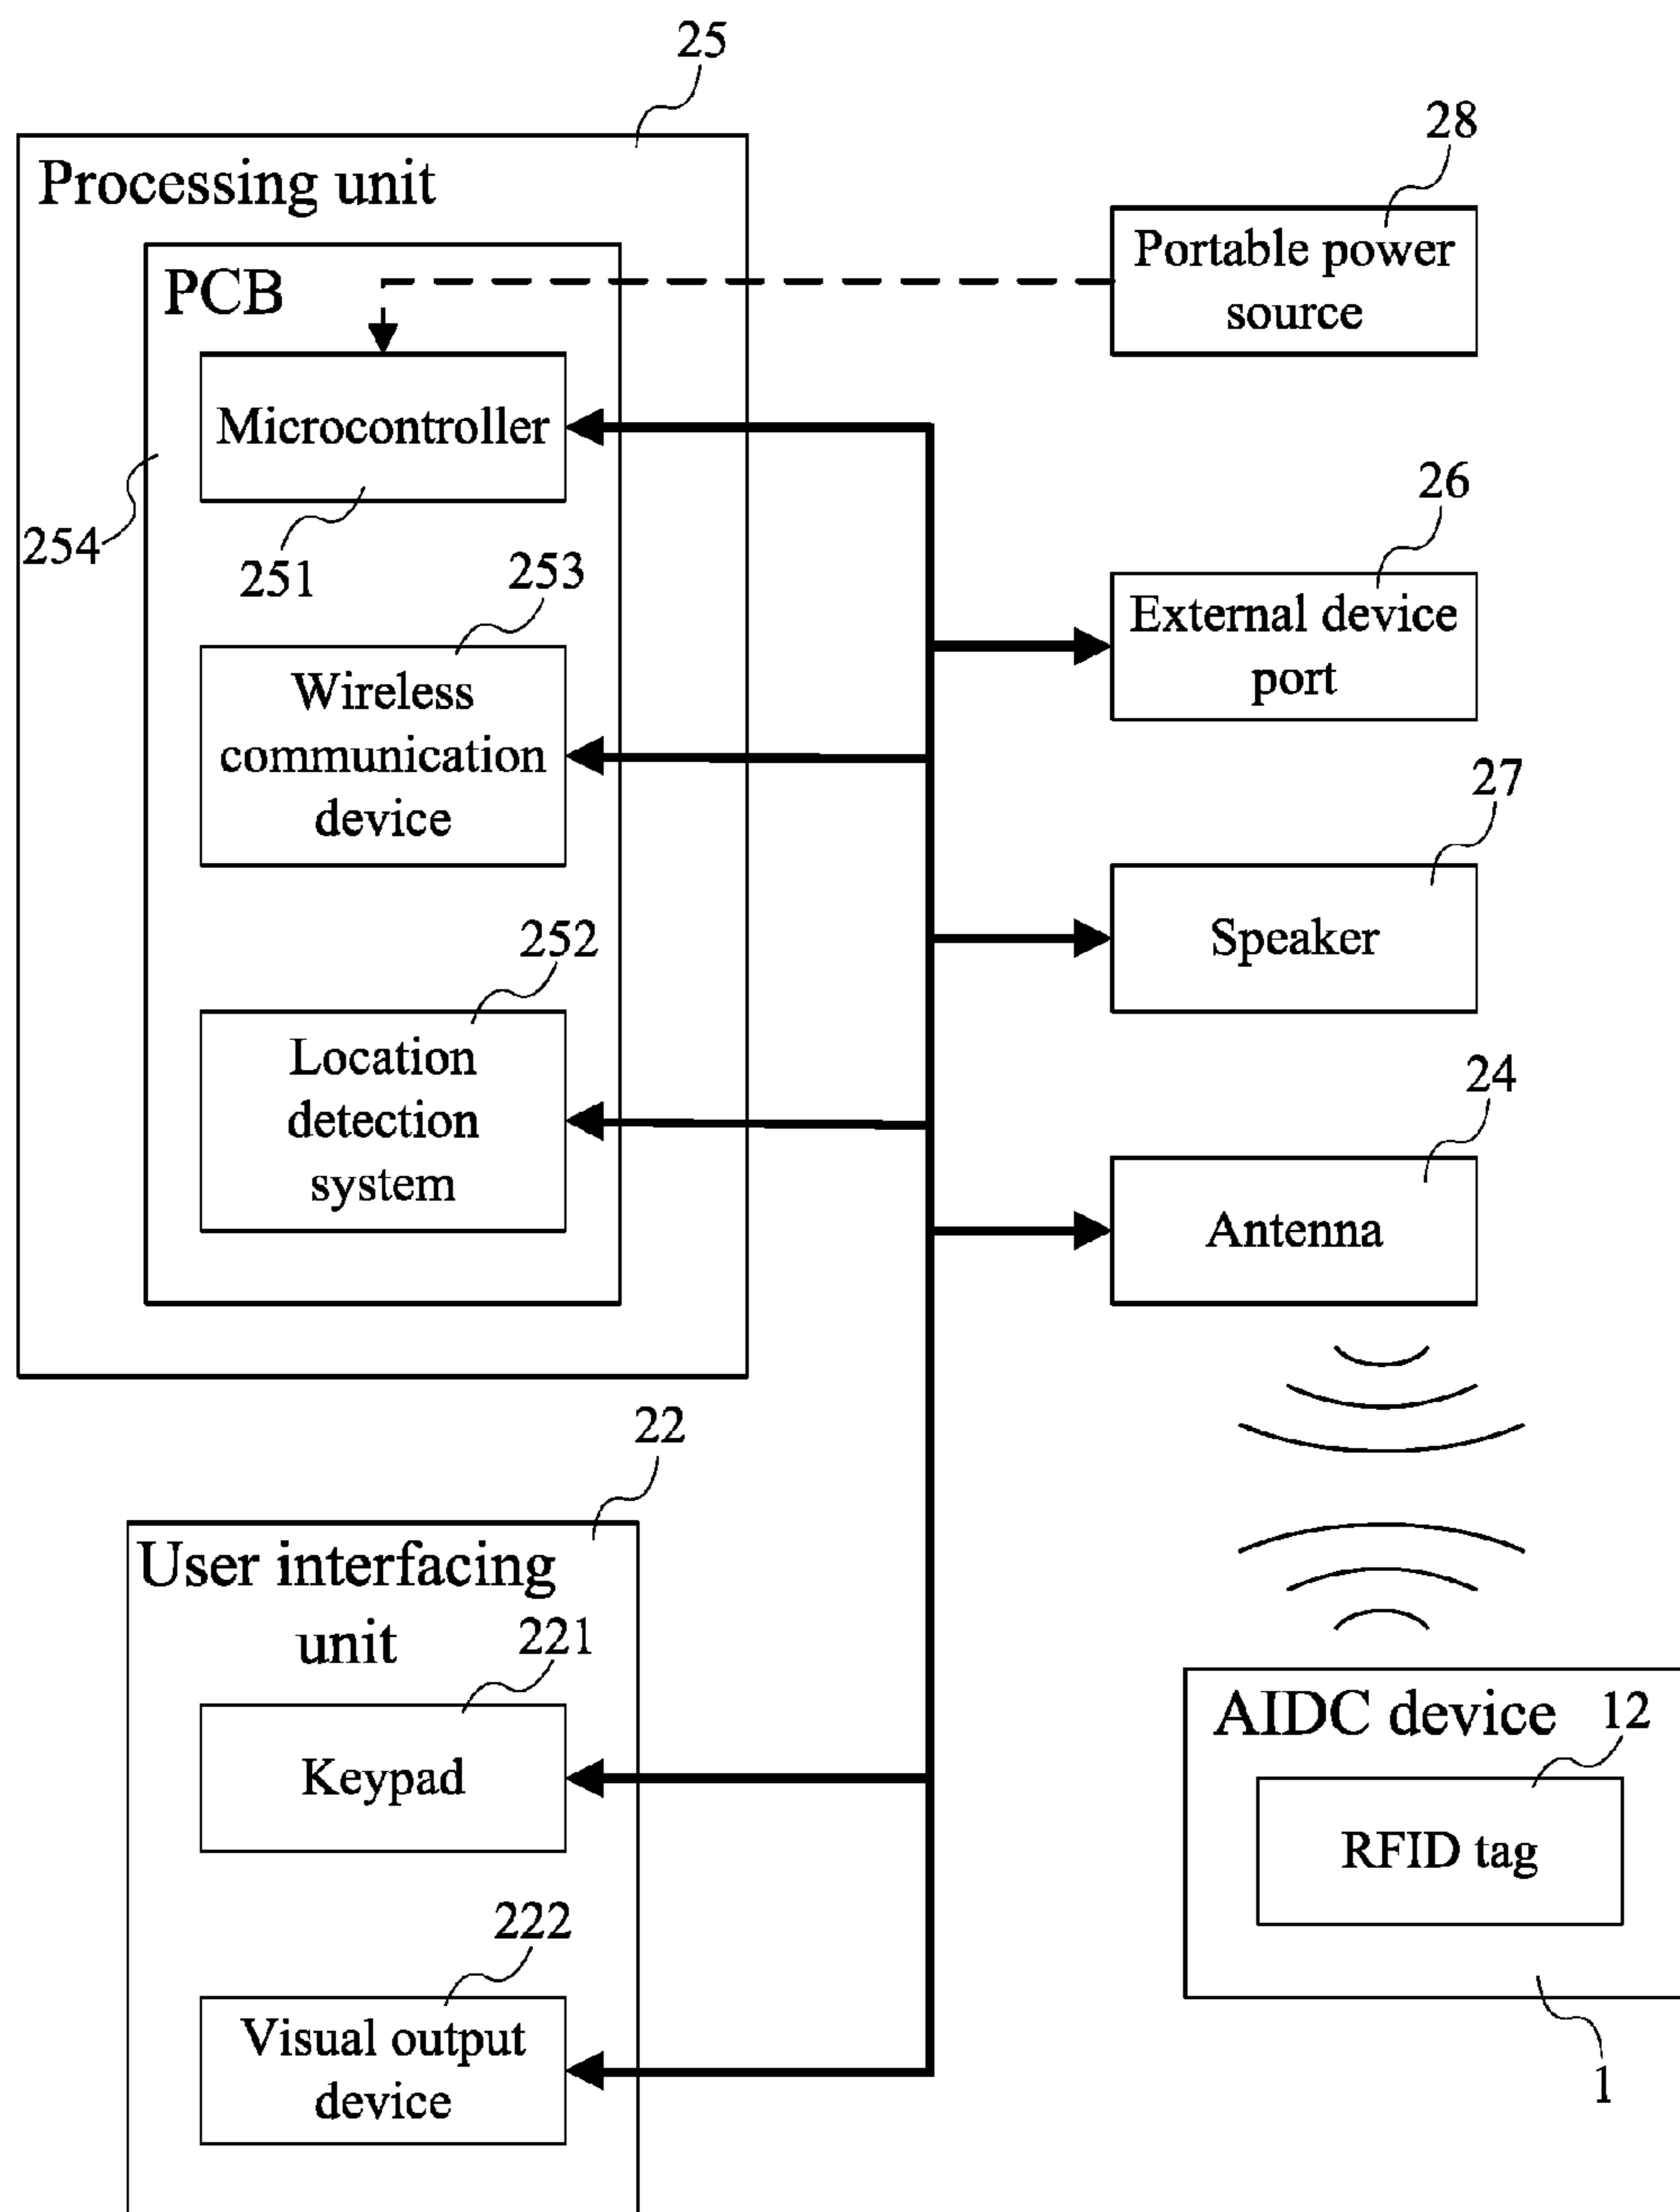 25
Processing unit
28
Portable power
source
PCB
Microcontroller
254
251
26
External device
port
253
Wireless
communication
device
27
Speaker
252
Location
detection
system
24
Antenna
22
User interfacing
unit
221
Keypad
222
Visual output
device
AIDC device
12
RFID tag
1